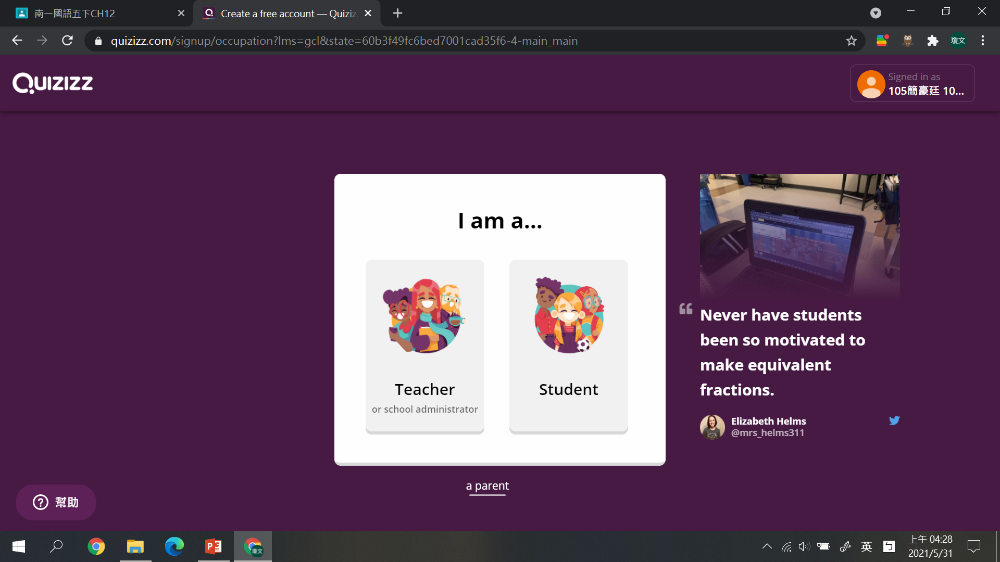 南一國語五下CH12
Create a free account — Quiziz
quizizz.com/signup/occupation?lms=gcl&state=60b3f49fc6bed7001cad35f6-4-main_main
瓊文
QUIZIZZ
Signed in as
105簡豪廷 10...
I am a...
Teacher
or school administrator
Student
a parent
Never have students
been so motivated to
make equivalent
fractions.
Elizabeth Helms
@mrs_helms311
幫助
瓊文
英
ㄅ
上午 04:28
2021/5/31